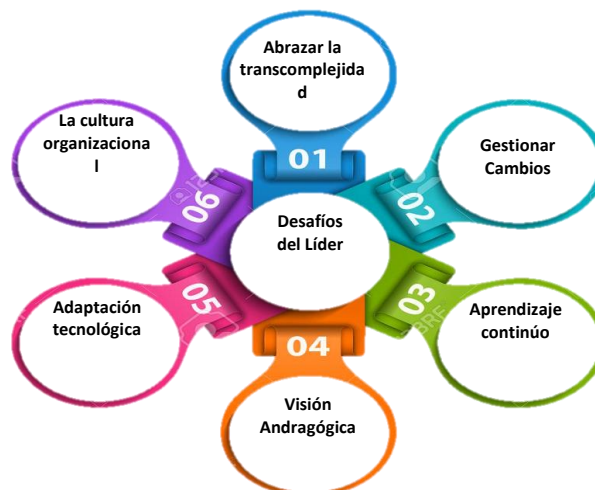 Abrazar la
transcomplejida
d
01
Gestionar
Cambios
02
Aprendizaje
continúo
03
Visión
Andragógica
04
Adaptación
tecnológica
05
La cultura
organizaciona
l
06
Desafíos
del Líder